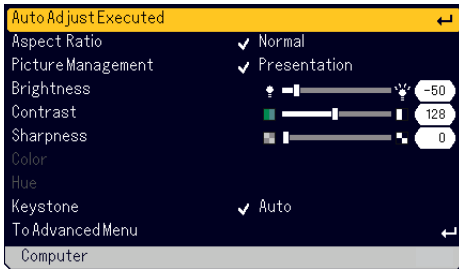 Auto Adjust Executed
Aspect Ratio Normal
Picture Management Presentation
Brightness -50
Contrast 128
Sharpness 0
Color
Hue
Keystone Auto
To Advanced Menu
Computer